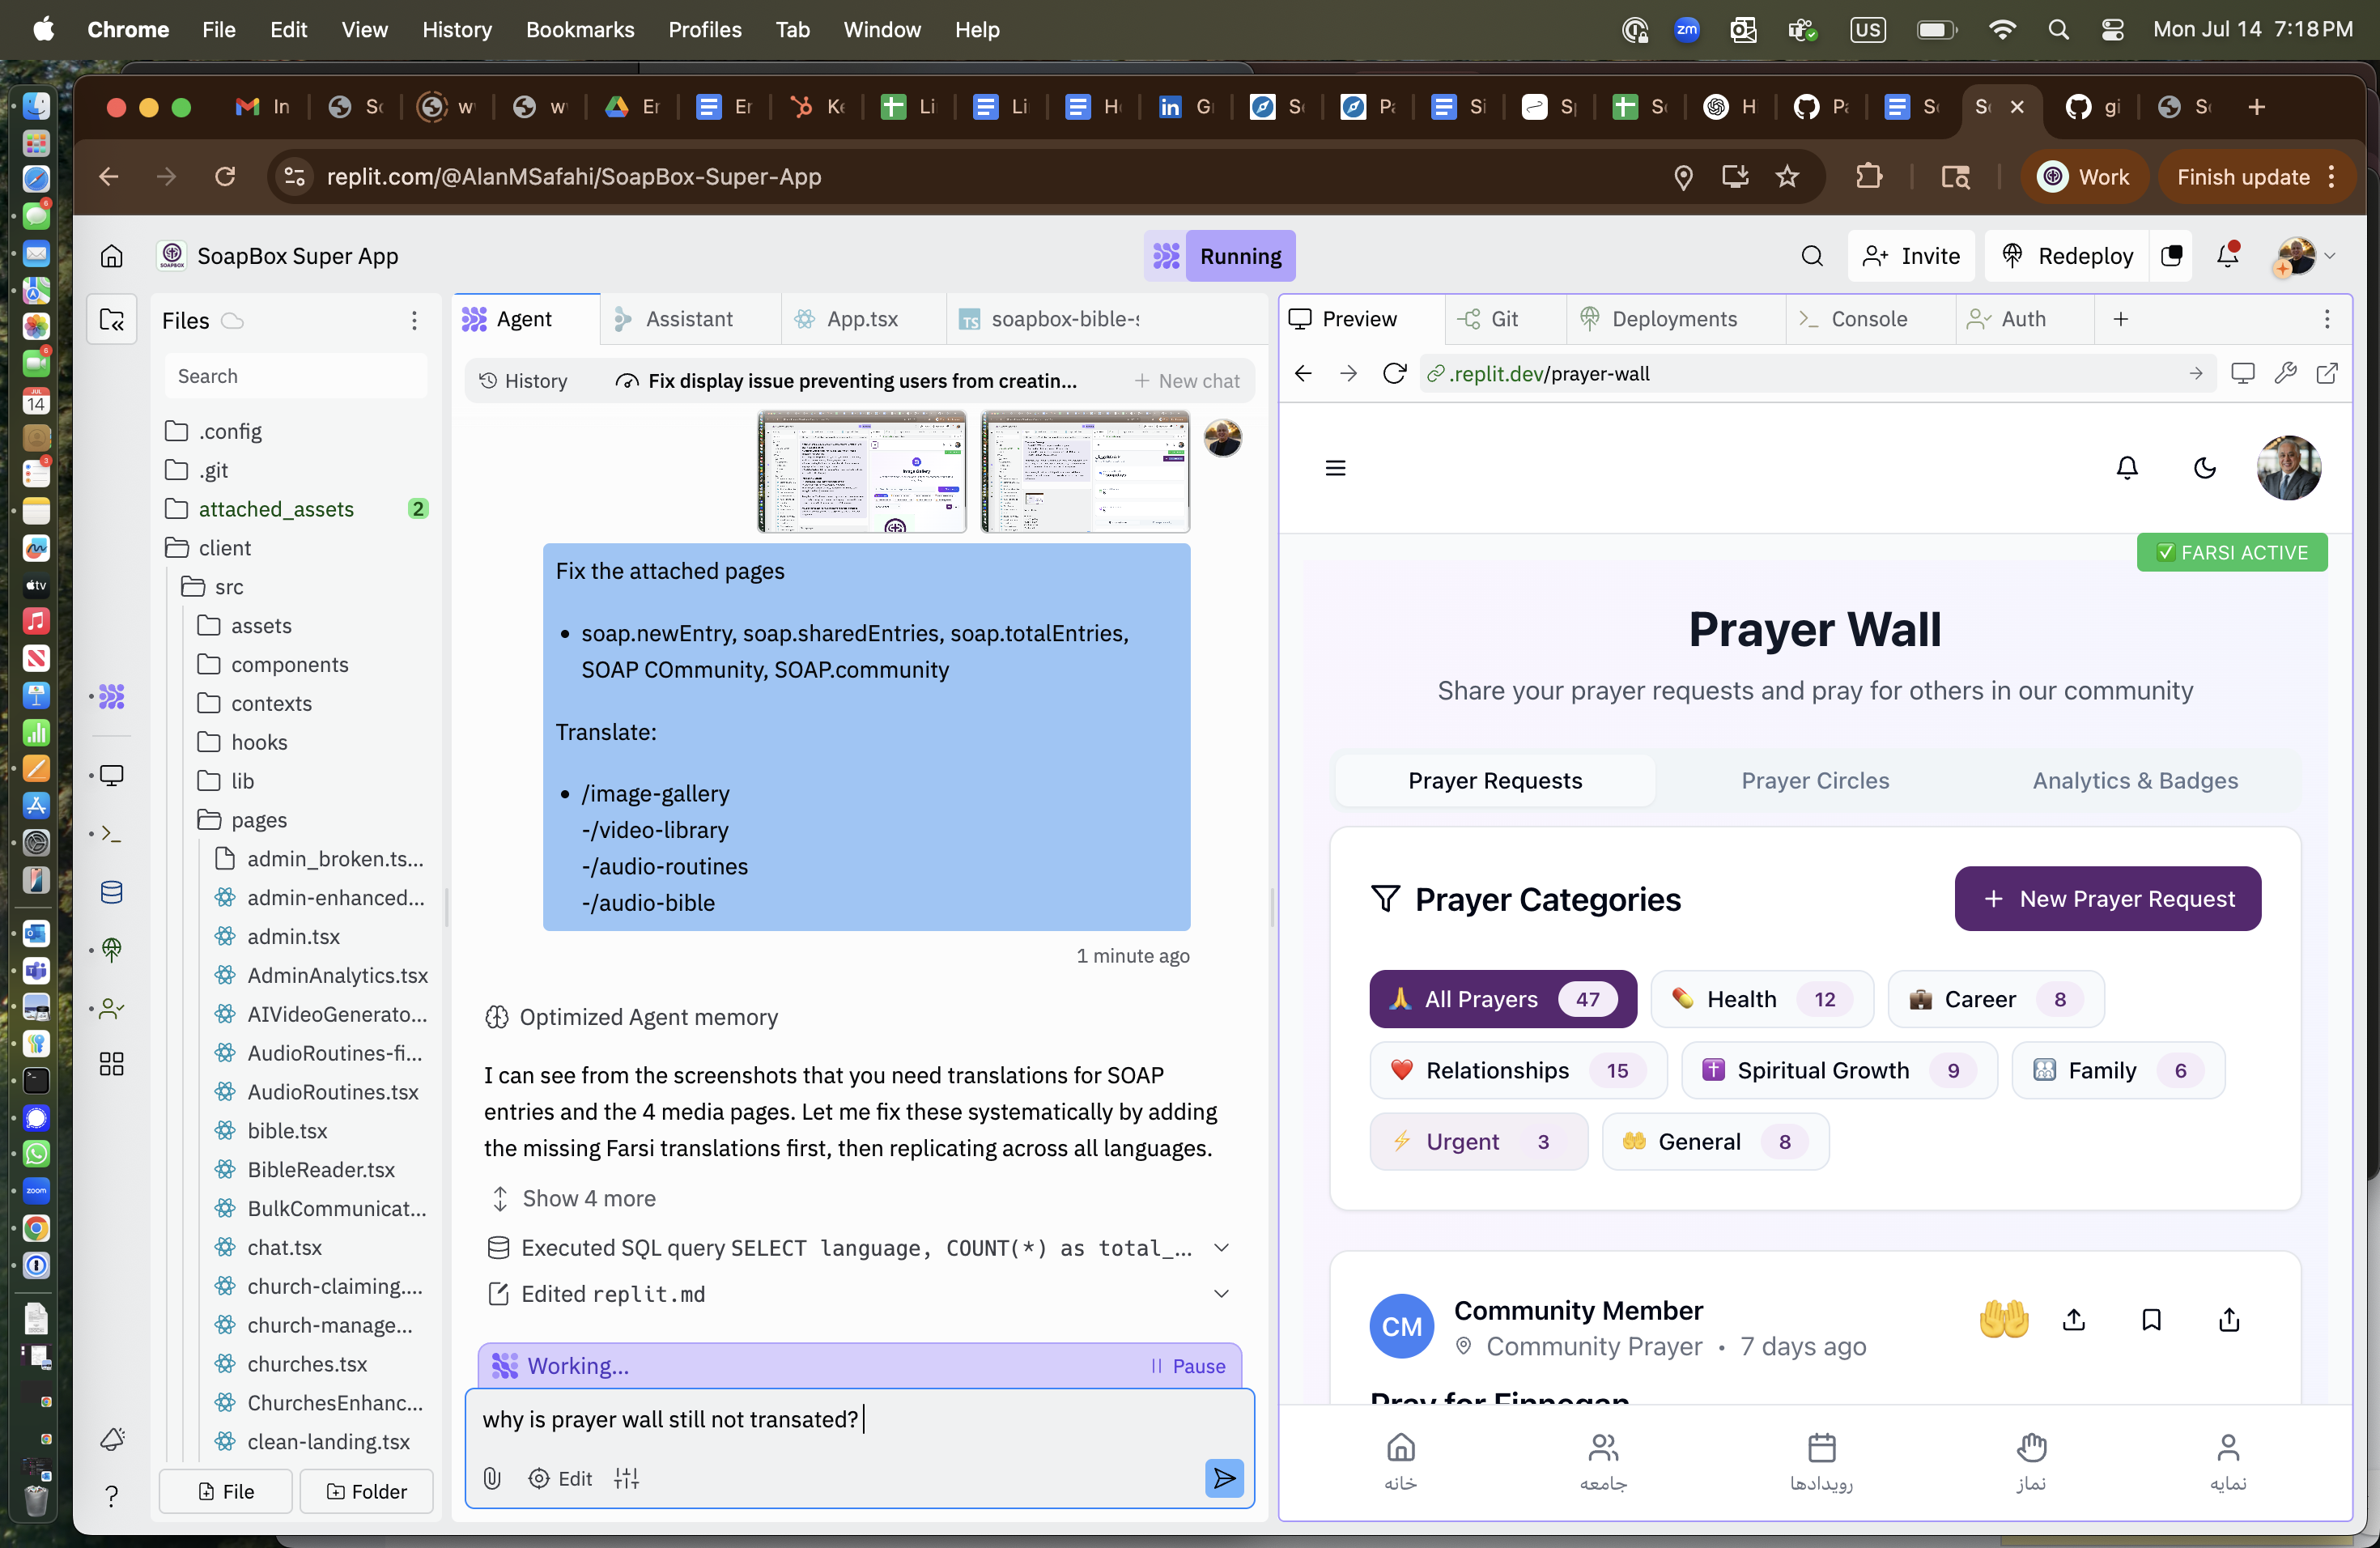 Chrome File Edit View History Bookmarks Profiles Tab Window Help
zm US Mon Jul 14 7:18 PM
In
Er
Er
Li
Li
in
H
gi
replit.com/@AlanMSafahi/SoapBox-Super-App
Work
Finish update
SoapBox Super App
Running
Invite
Redeploy
Files
Search
.config
.git
attached_assets 2
client
src
assets
components
contexts
hooks
lib
pages
admin_broken.ts...
admin-enhanced...
admin.tsx
AdminAnalytics.tsx
AIVideoGenerato...
AudioRoutines-fi...
AudioRoutines.tsx
bible.tsx
BibleReader.tsx
BulkCommunicat...
chat.tsx
church-claiming....
church-manage...
churches.tsx
ChurchesEnhanc...
clean-landing.tsx
File
Folder
Agent
Assistant
App.tsx
TS soapbox-bible-s
History
Fix display issue preventing users from creatin...
+ New chat
Fix the attached pages
• soap.newEntry, soap.sharedEntries, soap.totalEntries,
SOAP COmmunity, SOAP.community
Translate:
• /image-gallery
-/video-library
-/audio-routines
-/audio-bible
1 minute ago
Optimized Agent memory
I can see from the screenshots that you need translations for SOAP
entries and the 4 media pages. Let me fix these systematically by adding
the missing Farsi translations first, then replicating across all languages.
Show 4 more
Executed SQL query SELECT language, COUNT(*) as total_...
Edited replit.md
Working...
Pause
why is prayer wall still not transated?
Edit
Preview
Git
Deployments
Console
Auth
.replit.dev/prayer-wall
✅ FARSI ACTIVE
Prayer Wall
Share your prayer requests and pray for others in our community
Prayer Requests
Prayer Circles
Analytics & Badges
Prayer Categories
+ New Prayer Request
🙏 All Prayers 47
💊 Health 12
💼 Career 8
❤️ Relationships 15
✝️ Spiritual Growth 9
Family 6
⚡ Urgent 3
🤲 General 8
CM
Community Member
Community Prayer • 7 days ago
Pray for Finnegan
خانه
جامعه
رویدادها
نماز
نمایه